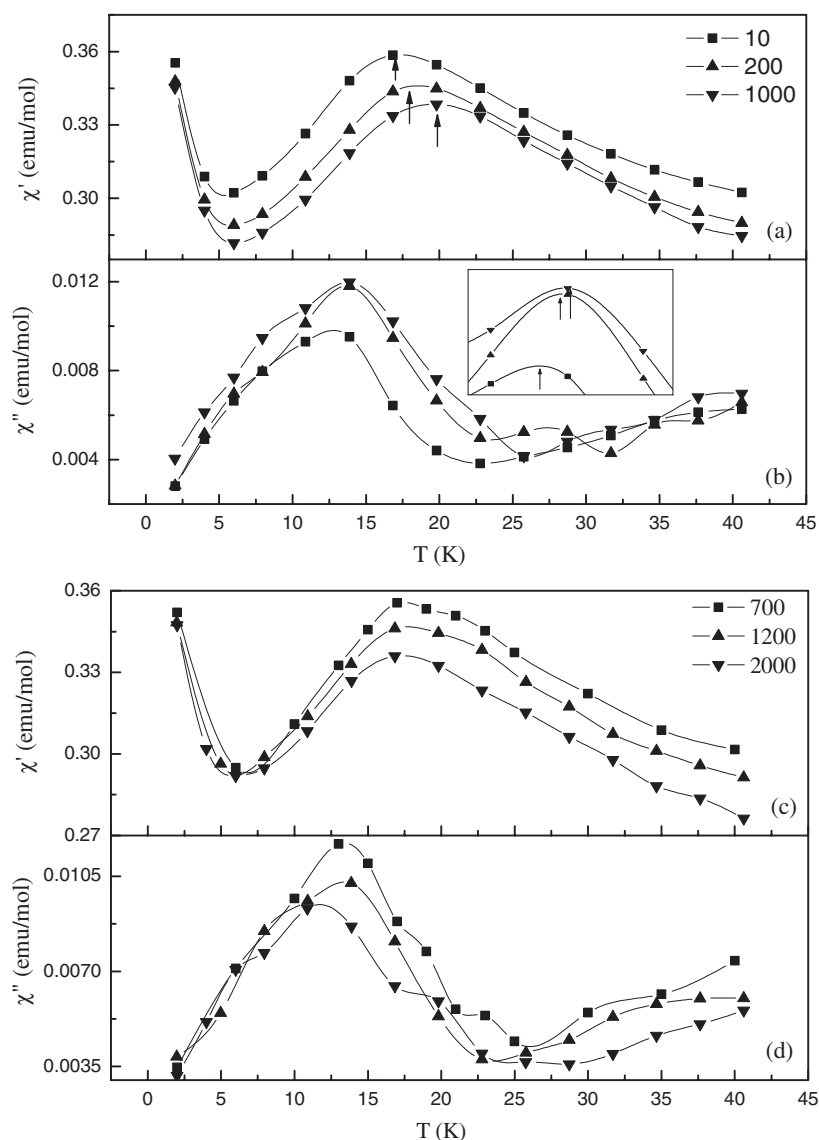 10
200
1000
0.36
0.33
0.30
χ' (emu/mol)
(a)
0.012
0.008
0.004
χ" (emu/mol)
(b)
0 5 10 15 20 25 30 35 40 45
T (K)
700
1200
2000
0.36
0.33
0.30
0.27
χ' (emu/mol)
(c)
0.0105
0.0070
0.0035
χ" (emu/mol)
(d)
0 5 10 15 20 25 30 35 40 45
T (K)